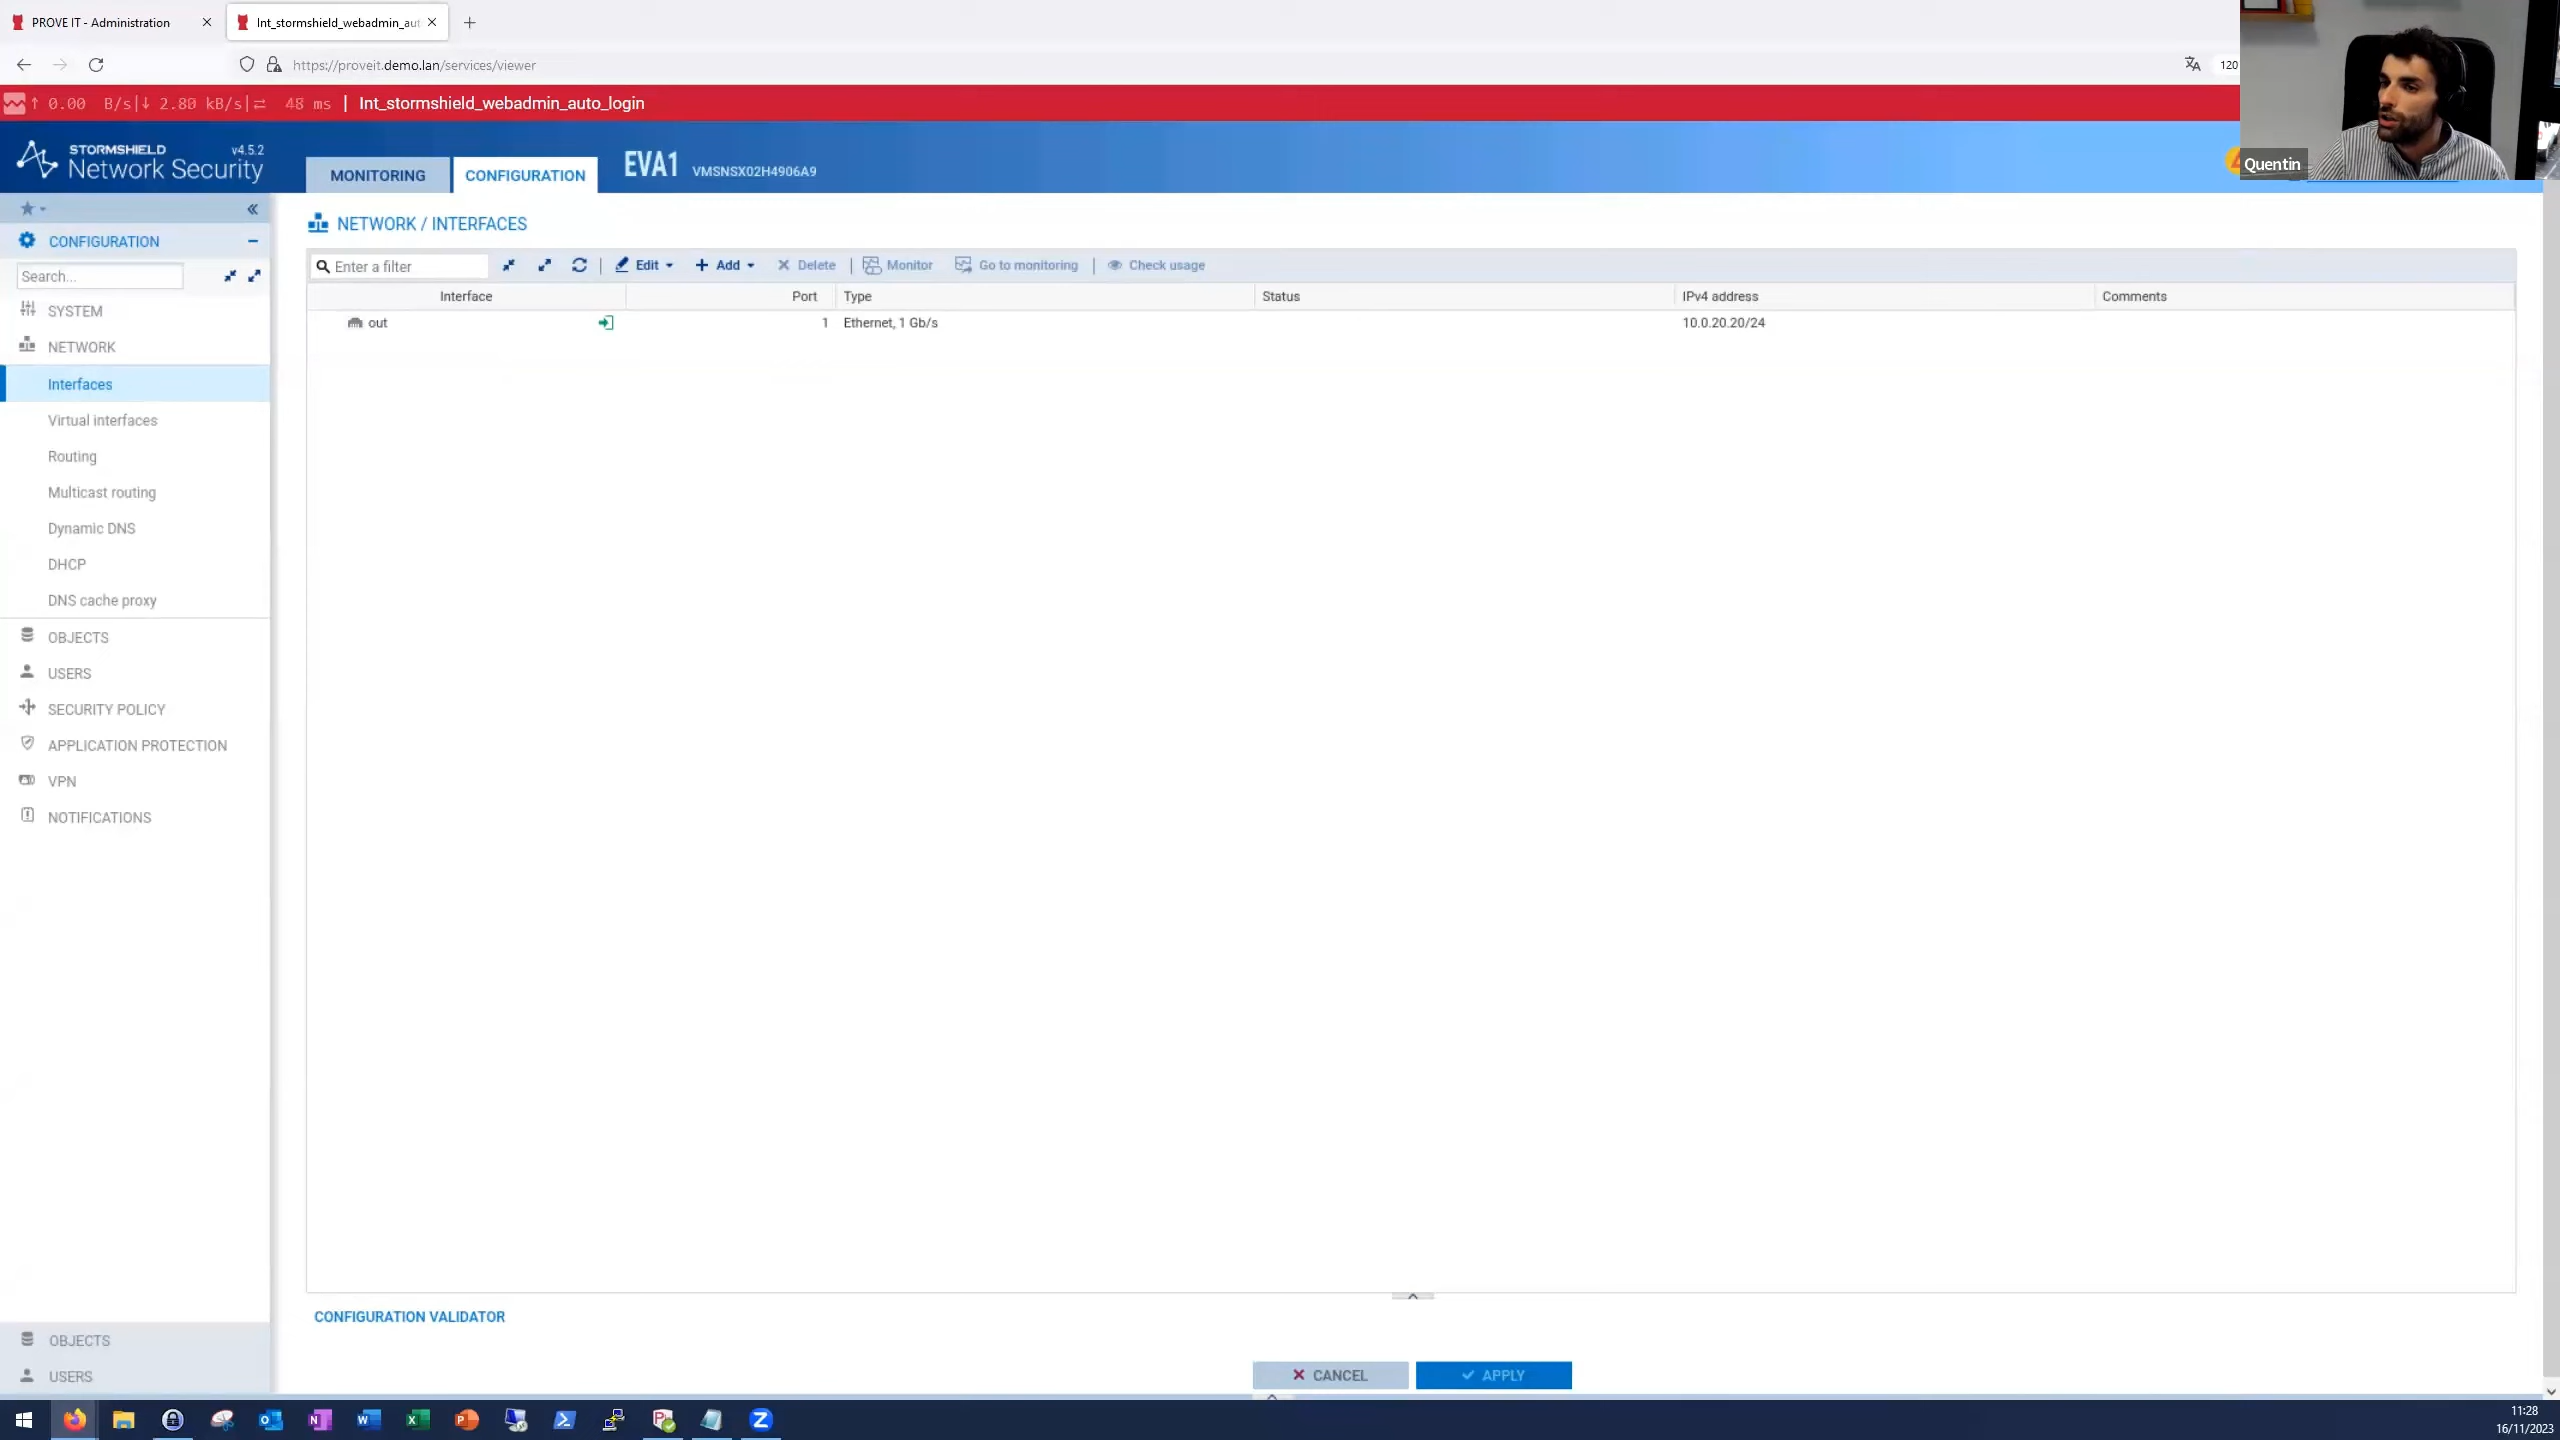 PROVE IT - Administration
Int_stormshield_webadmin_aut
https://proveit.demo.lan/services/viewer
120
0.00 B/s| 2.80 kB/s| 48 ms | Int_stormshield_webadmin_auto_login
STORMSHIELD v4.5.2
Network Security
MONITORING
CONFIGURATION
EVA1 VMSNSX02H4906A9
Quentin
CONFIGURATION
Search...
SYSTEM
NETWORK
Interfaces
Virtual interfaces
Routing
Multicast routing
Dynamic DNS
DHCP
DNS cache proxy
OBJECTS
USERS
SECURITY POLICY
APPLICATION PROTECTION
VPN
NOTIFICATIONS
OBJECTS
USERS
NETWORK / INTERFACES
Enter a filter | Edit + Add Delete | Monitor Go to monitoring | Check usage
Interface Port Type Status IPv4 address Comments
out 1 Ethernet, 1 Gb/s 10.0.20.20/24
CONFIGURATION VALIDATOR
CANCEL APPLY
11:28
16/11/2023